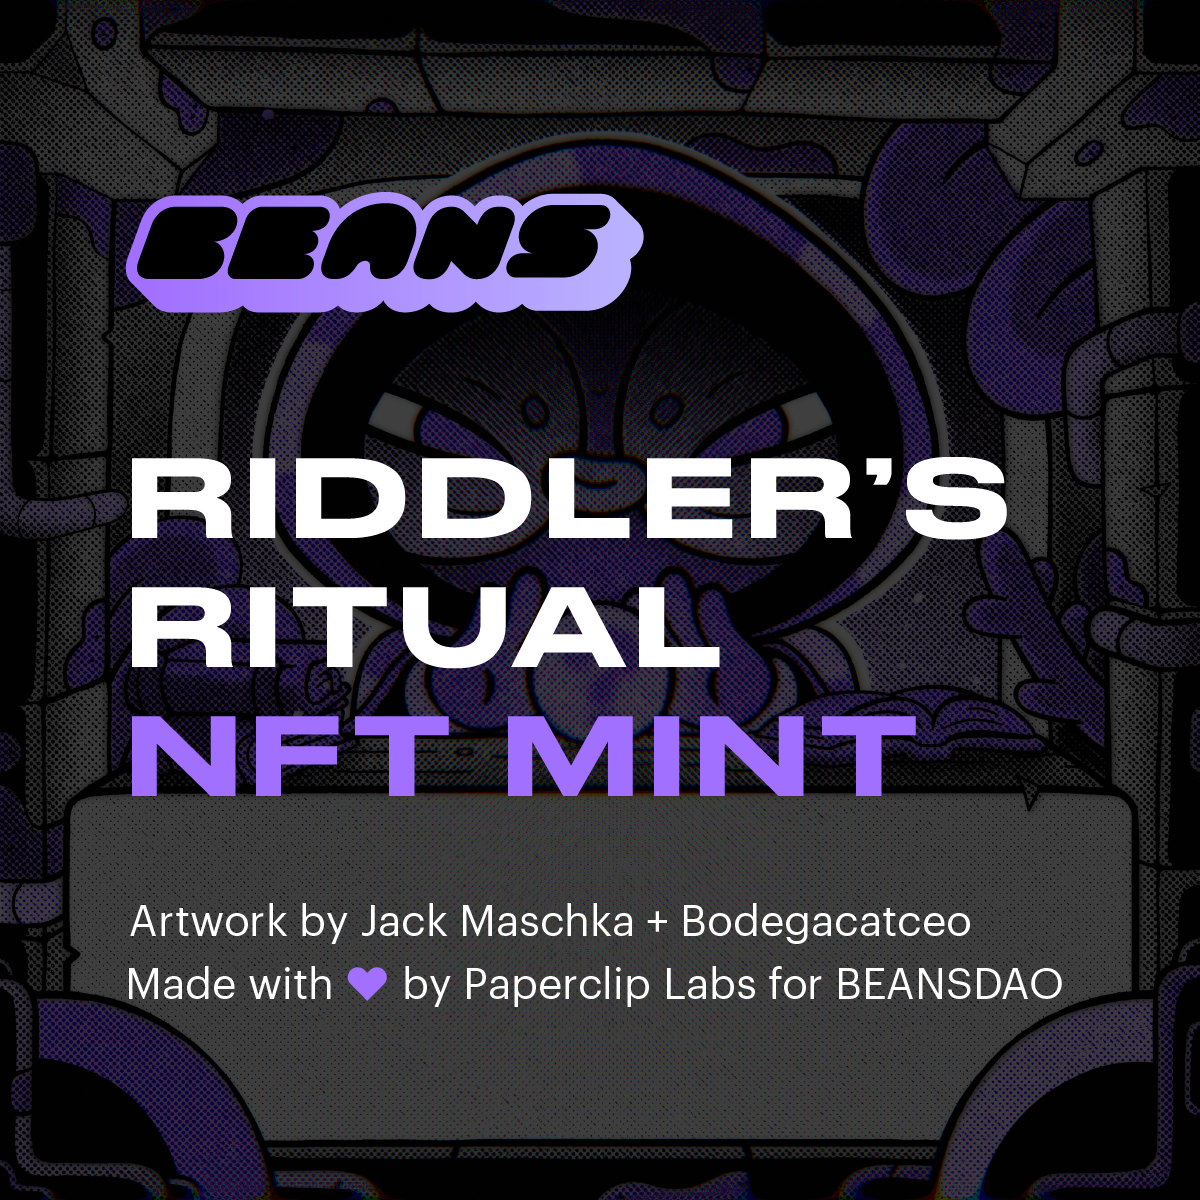 BEANS
RIDDLER’S
RITUAL
NFT MINT
Artwork by Jack Maschka + Bodegacatceo
Made with 💜 by Paperclip Labs for BEANSDAO